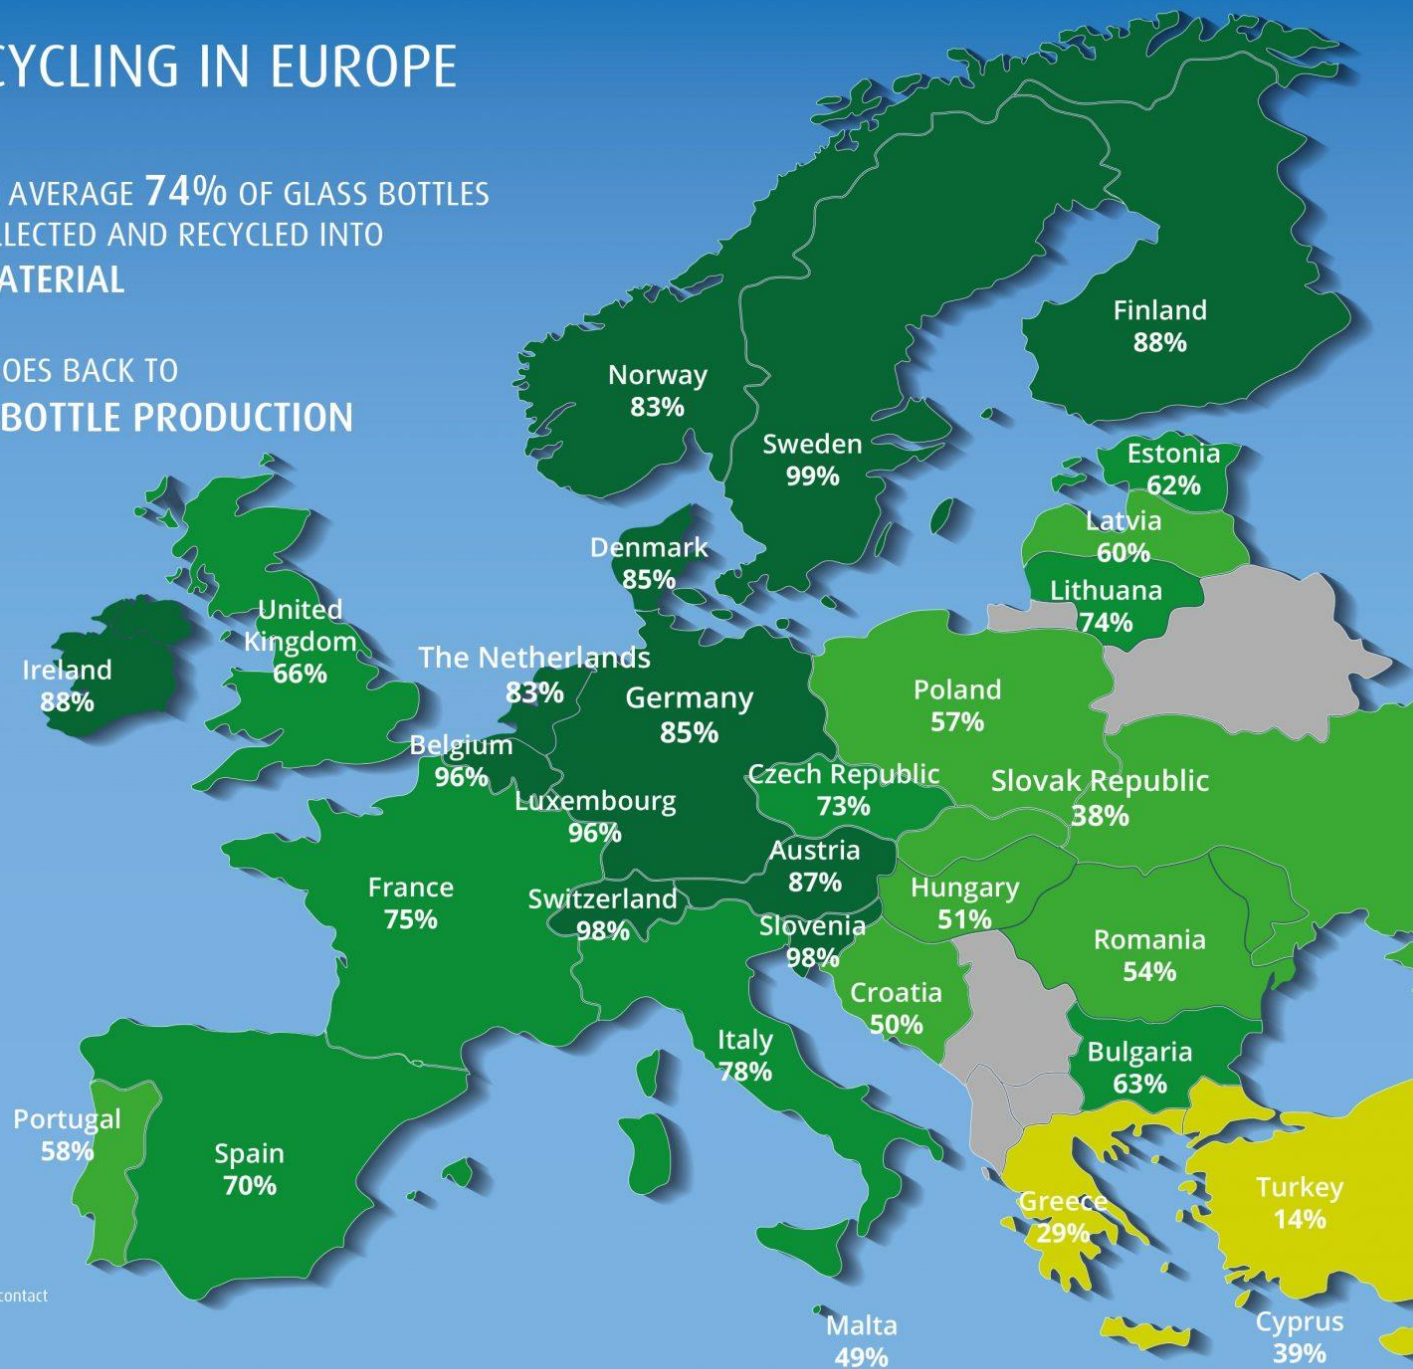 CYCLING IN EUROPE
AVERAGE 74% OF GLASS BOTTLES
LLECTED AND RECYCLED INTO
ATERIAL
OES BACK TO
BOTTLE PRODUCTION
Finland
88%
Norway
83%
Sweden
99%
Estonia
62%
Latvia
60%
Denmark
85%
Lithuana
74%
United
Kingdom
66%
Ireland
88%
The Netherlands
83%
Germany
85%
Poland
57%
Belgium
96%
Czech Republic
73%
Slovak Republic
38%
Luxembourg
96%
Austria
87%
France
75%
Switzerland
98%
Hungary
51%
Slovenia
98%
Romania
54%
Croatia
50%
Italy
78%
Bulgaria
63%
Portugal
58%
Spain
70%
Greece
29%
Turkey
14%
contact
Malta
49%
Cyprus
39%